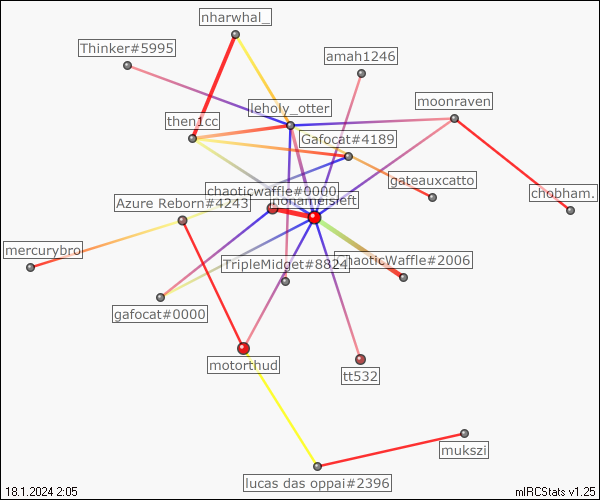 nharwhal_
Thinker#5995
amah1246
moonraven
leholy_otter
then1cc
Gafocat#4189
gateauxcatto
chobham.
chaoticwaffle#0000
Azure Reborn#4243
mercurybro
TripleMidget#8824
chaoticWaffle#2006
gafocat#0000
motorthud
tt532
mukszi
lucas das oppai#2396
18.1.2024 2:05
mIRCStats v1.25